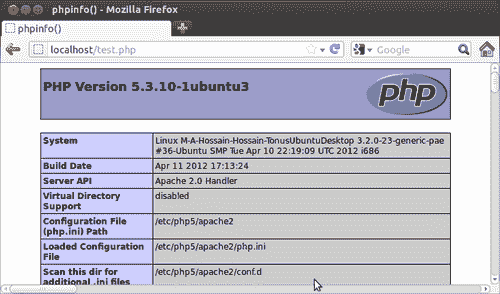 phpinfo() - Mozilla Firefox
phpinfo()
localhost/test.php
Google
PHP Version 5.3.10-1ubuntu3
php
System
Linux M-A-Hossain-Hossain-TonusUbuntuDesktop 3.2.0-23-generic-pae
#36-Ubuntu SMP Tue Apr 10 22:19:09 UTC 2012 i686
Build Date
Apr 11 2012 17:13:24
Server API
Apache 2.0 Handler
Virtual Directory
Support
disabled
Configuration File
(php.ini) Path
/etc/php5/apache2
Loaded Configuration
File
/etc/php5/apache2/php.ini
Scan this dir for
additional .ini files
/etc/php5/apache2/conf.d